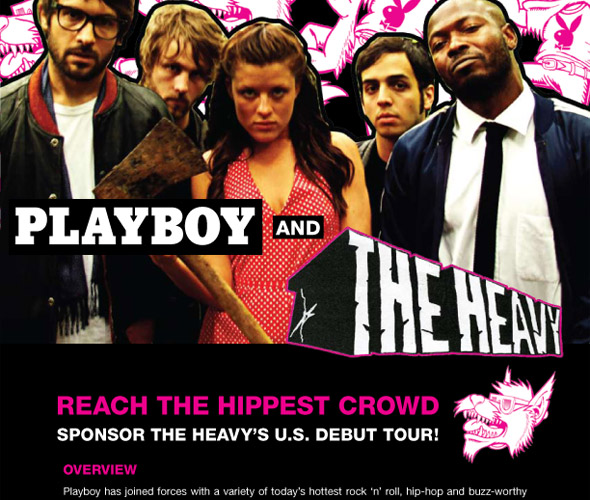 PLAYBOY AND
THE HEAVY
REACH THE HIPPEST CROWD
SPONSOR THE HEAVY'S U.S. DEBUT TOUR!
OVERVIEW
Playboy has joined forces with a variety of today's hottest rock 'n' roll, hip-hop and buzz-worthy